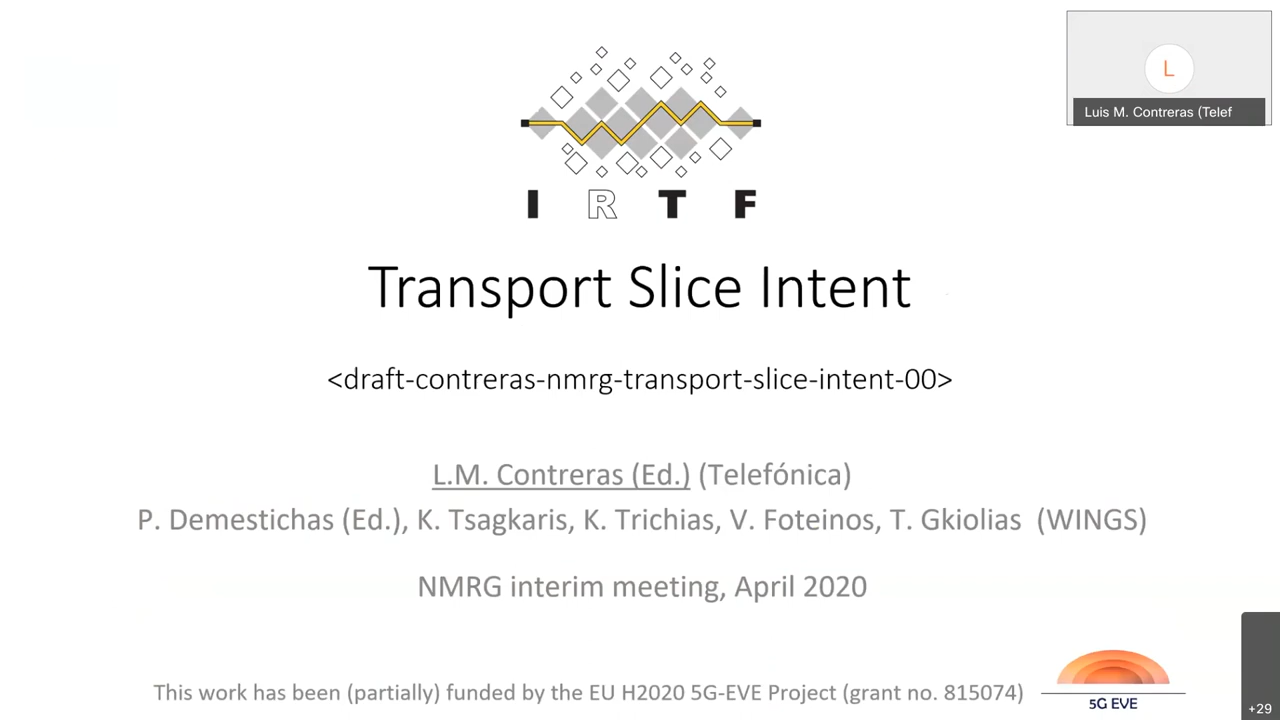 L
Luis M. Contreras (Telef
I R T F
Transport Slice Intent
<draft-contreras-nmrg-transport-slice-intent-00>
L.M. Contreras (Ed.) (Telefónica)
P. Demestichas (Ed.), K. Tsagkaris, K. Trichias, V. Foteinos, T. Gkiolias (WINGS)
NMRG interim meeting, April 2020
This work has been (partially) funded by the EU H2020 5G-EVE Project (grant no. 815074)
5G EVE
+29